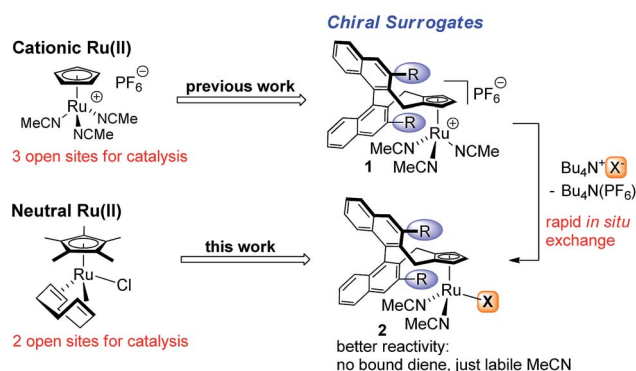 Chiral Surrogates
Cationic Ru(II)
PF6⊖
Ru⊕
MeCN
NCMe
NCMe
3 open sites for catalysis
previous work
R
R
PF6⊖
Ru⊕
MeCN
MeCN
NCMe
1
Bu4N+ X-
- Bu4N(PF6)
rapid in situ
exchange
Neutral Ru(II)
Ru
Cl
2 open sites for catalysis
this work
R
R
Ru
X
MeCN
MeCN
2
better reactivity:
no bound diene, just labile MeCN